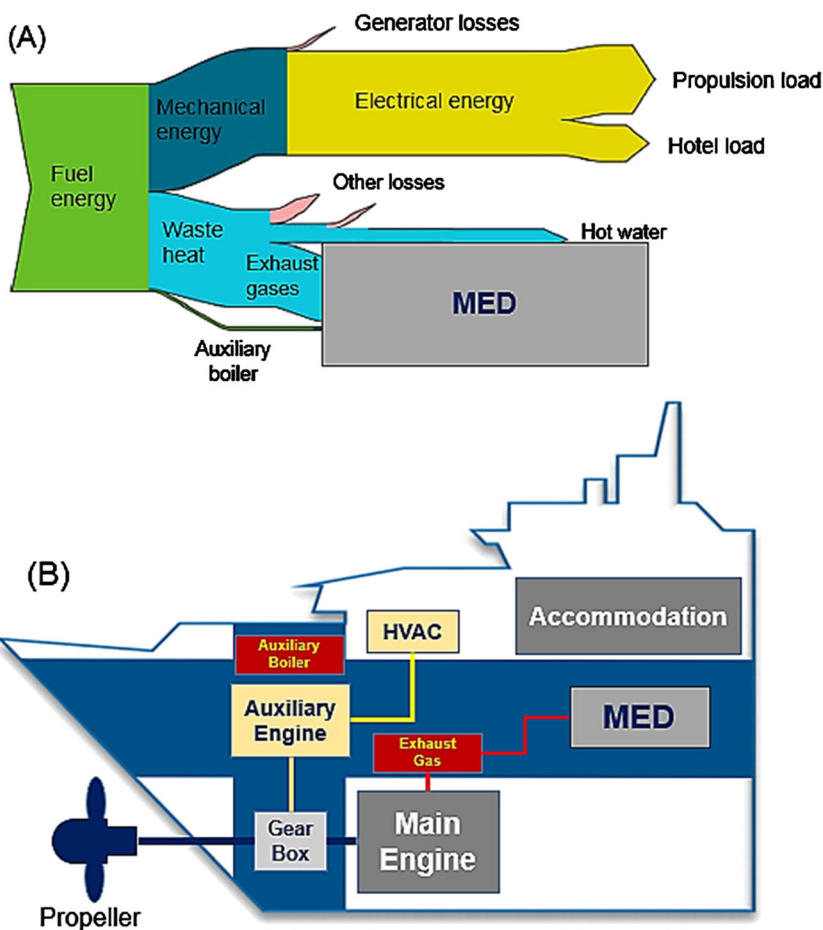 (A)
Generator losses
Mechanical
energy
Electrical energy
Propulsion load
Hotel load
Fuel
energy
Other losses
Waste
heat
Exhaust
gases
Hot water
MED
Auxiliary
boiler
(B)
Accommodation
HVAC
Auxiliary
Boiler
Auxiliary
Engine
MED
Exhaust
Gas
Gear
Box
Main
Engine
Propeller